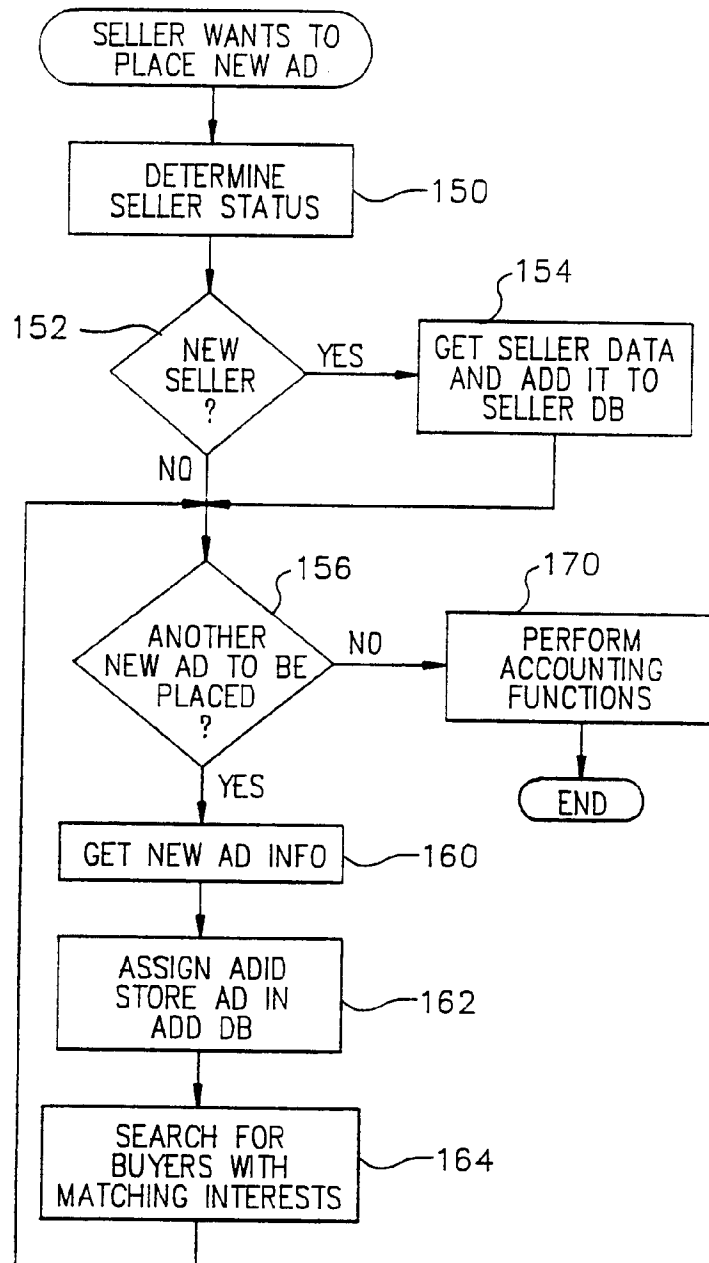 SELLER WANTS TO
PLACE NEW AD
DETERMINE
SELLER STATUS
150
152
NEW
SELLER
?
YES
NO
154
GET SELLER DATA
AND ADD IT TO
SELLER DB
156
ANOTHER
NEW AD TO BE
PLACED
?
NO
YES
170
PERFORM
ACCOUNTING
FUNCTIONS
END
GET NEW AD INFO
160
ASSIGN ADID
STORE AD IN
ADD DB
162
SEARCH FOR
BUYERS WITH
MATCHING INTERESTS
164